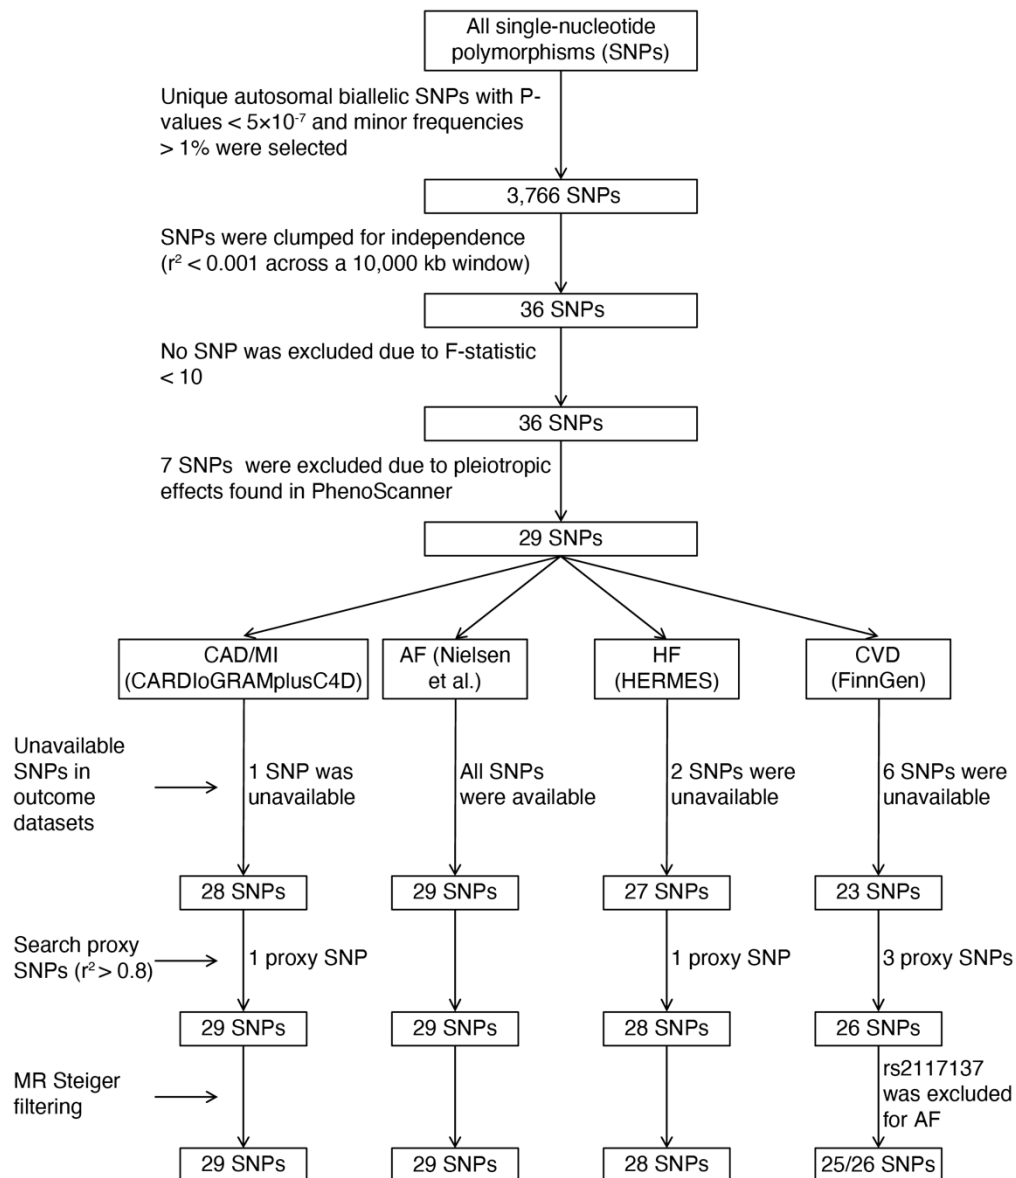 All single-nucleotide
polymorphisms (SNPs)
Unique autosomal biallelic SNPs with P-
values < 5×10⁻⁷ and minor frequencies
> 1% were selected
3,766 SNPs
SNPs were clumped for independence
(r² < 0.001 across a 10,000 kb window)
36 SNPs
No SNP was excluded due to F-statistic
< 10
36 SNPs
7 SNPs were excluded due to pleiotropic
effects found in PhenoScanner
29 SNPs
CAD/MI
(CARDIoGRAMplusC4D)
AF (Nielsen
et al.)
HF
(HERMES)
CVD
(FinnGen)
Unavailable
SNPs in
outcome
datasets
1 SNP was
unavailable
All SNPs
were available
2 SNPs were
unavailable
6 SNPs were
unavailable
28 SNPs
29 SNPs
27 SNPs
23 SNPs
Search proxy
SNPs (r² > 0.8)
1 proxy SNP
1 proxy SNP
3 proxy SNPs
29 SNPs
29 SNPs
28 SNPs
26 SNPs
MR Steiger
filtering
rs2117137
was excluded
for AF
29 SNPs
29 SNPs
28 SNPs
25/26 SNPs